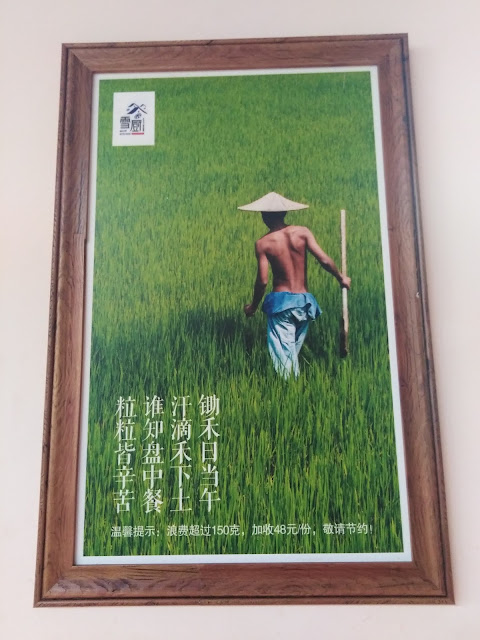 雪厨
锄禾日当午
汗滴禾下土
谁知盘中餐
粒粒皆辛苦
温馨提示：浪费超过150克，加收48元/份，敬请节约！